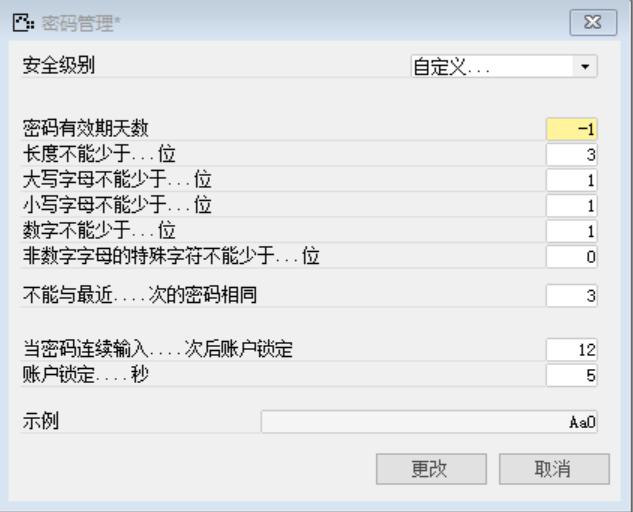 密码管理*
安全级别 自定义...
密码有效期天数 -1
长度不能少于...位 3
大写字母不能少于...位 1
小写字母不能少于...位 1
数字不能少于...位 1
非数字字母的特殊字符不能少于...位 0
不能与最近....次的密码相同 3
当密码连续输入....次后账户锁定 12
账户锁定....秒 5
示例 Aa0
更改 取消